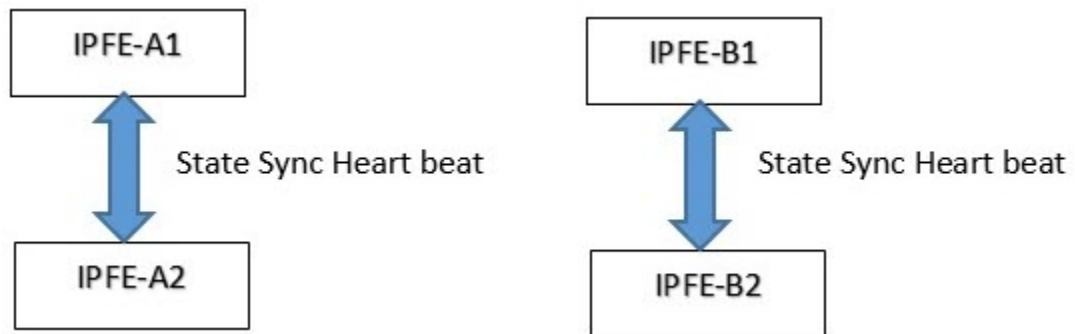 IPFE-A1
IPFE-B1
State Sync Heart beat
State Sync Heart beat
IPFE-A2
IPFE-B2